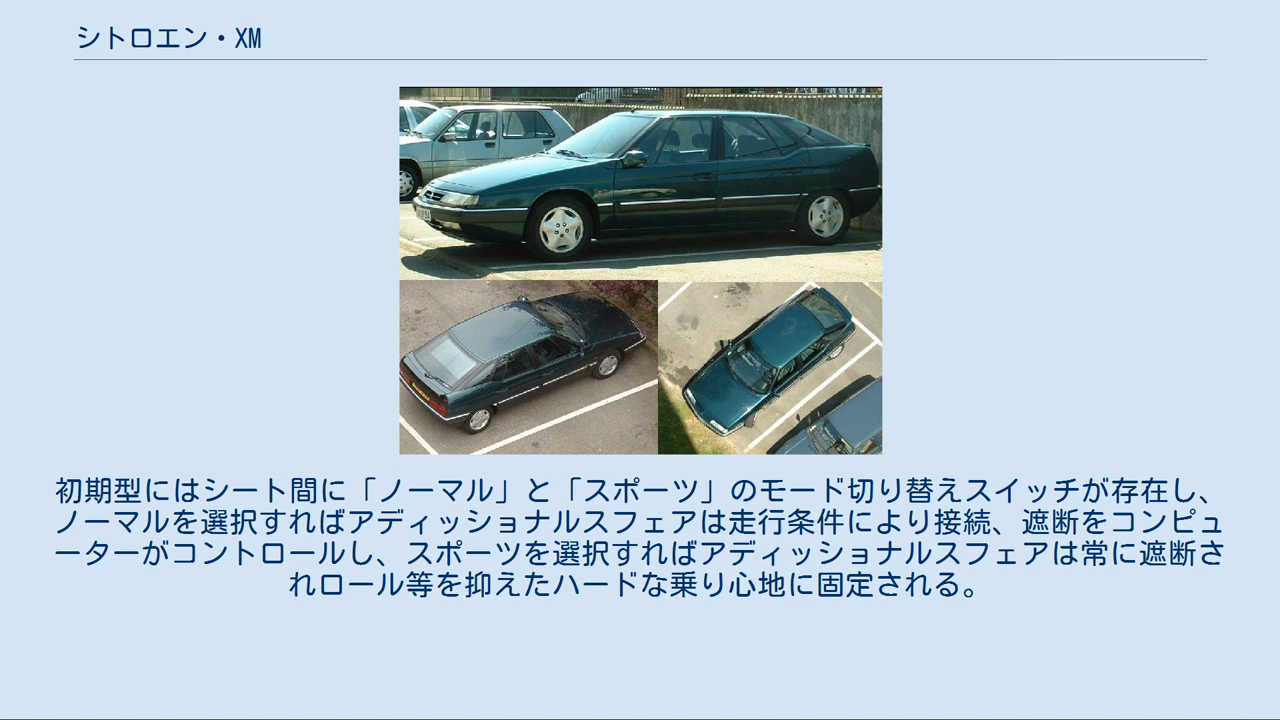 シトロエン・XM
初期型にはシート間に「ノーマル」と「スポーツ」のモード切り替えスイッチが存在し、
ノーマルを選択すればアディッショナルスフェアは走行条件により接続、遮断をコンピュ
ーターがコントロールし、スポーツを選択すればアディッショナルスフェアは常に遮断さ
れロール等を抑えたハードな乗り心地に固定される。